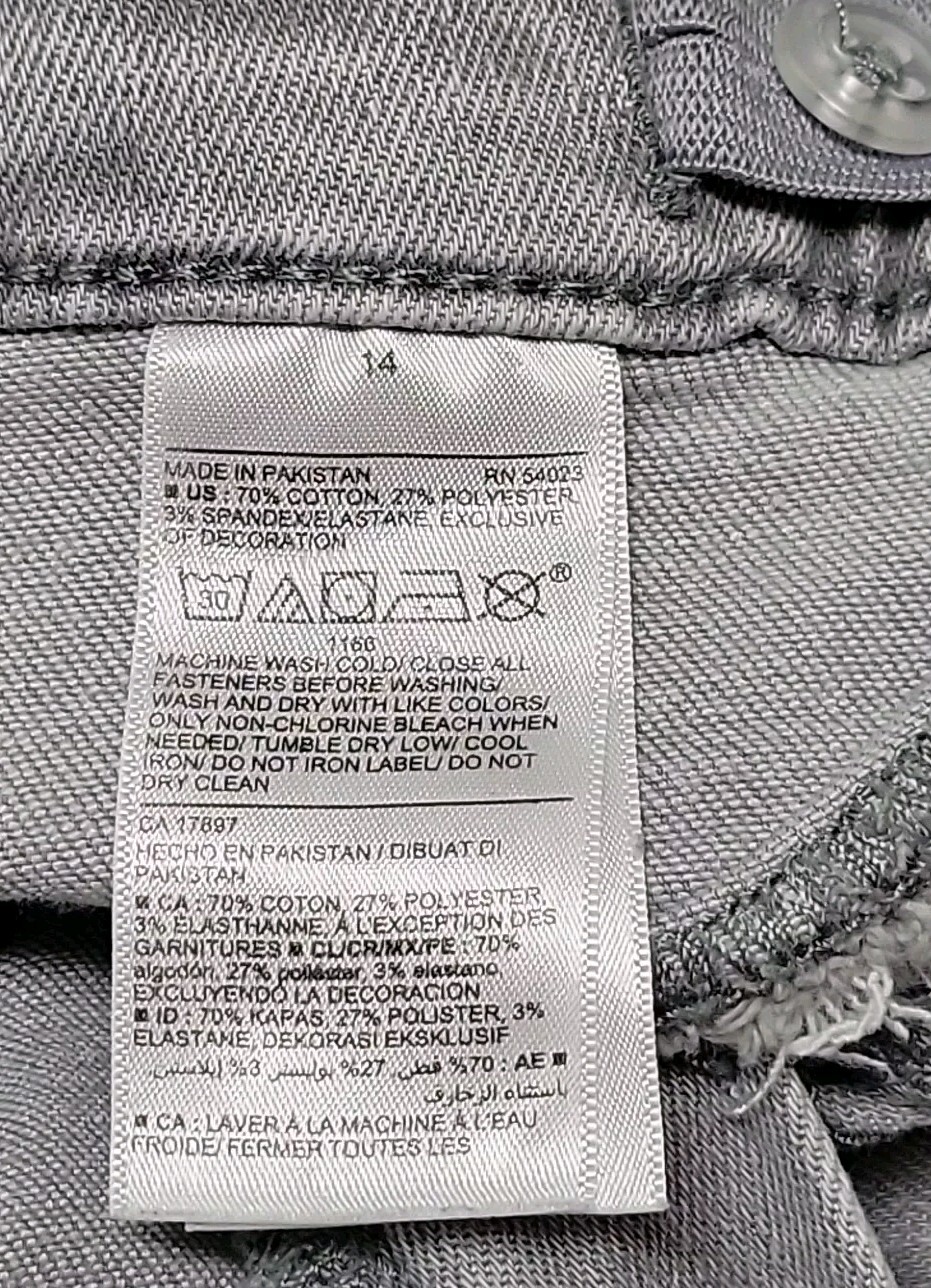 14
MADE IN PAKISTAN RN 54023
US : 70% COTTON, 27% POLYESTER,
3% SPANDEX/ELASTANE, EXCLUSIVE
OF DECORATION
30
®
1166
MACHINE WASH COLD/ CLOSE ALL
FASTENERS BEFORE WASHING/
WASH AND DRY WITH LIKE COLORS/
ONLY NON-CHLORINE BLEACH WHEN
NEEDED/ TUMBLE DRY LOW/ COOL
IRON/ DO NOT IRON LABEL/ DO NOT
DRY CLEAN
CA 17897
HECHO EN PAKISTAN / DIBUAT DI
PAKISTAN
CA : 70% COTON, 27% POLYESTER,
3% ELASTHANNE, À L'EXCEPTION DES
GARNITURES CL/CR/MX/PE : 70%
algodón, 27% poliéster, 3% elastano,
EXCLUYENDO LA DECORACION
ID : 70% KAPAS, 27% POLISTER, 3%
ELASTANE, DEKORASI EKSKLUSIF
AE : 70% قطن, 27% بوليستر, 3% إيلاستين,
باستثناء الزخارف
CA : LAVER À LA MACHINE À L'EAU
FROIDE/ FERMER TOUTES LES